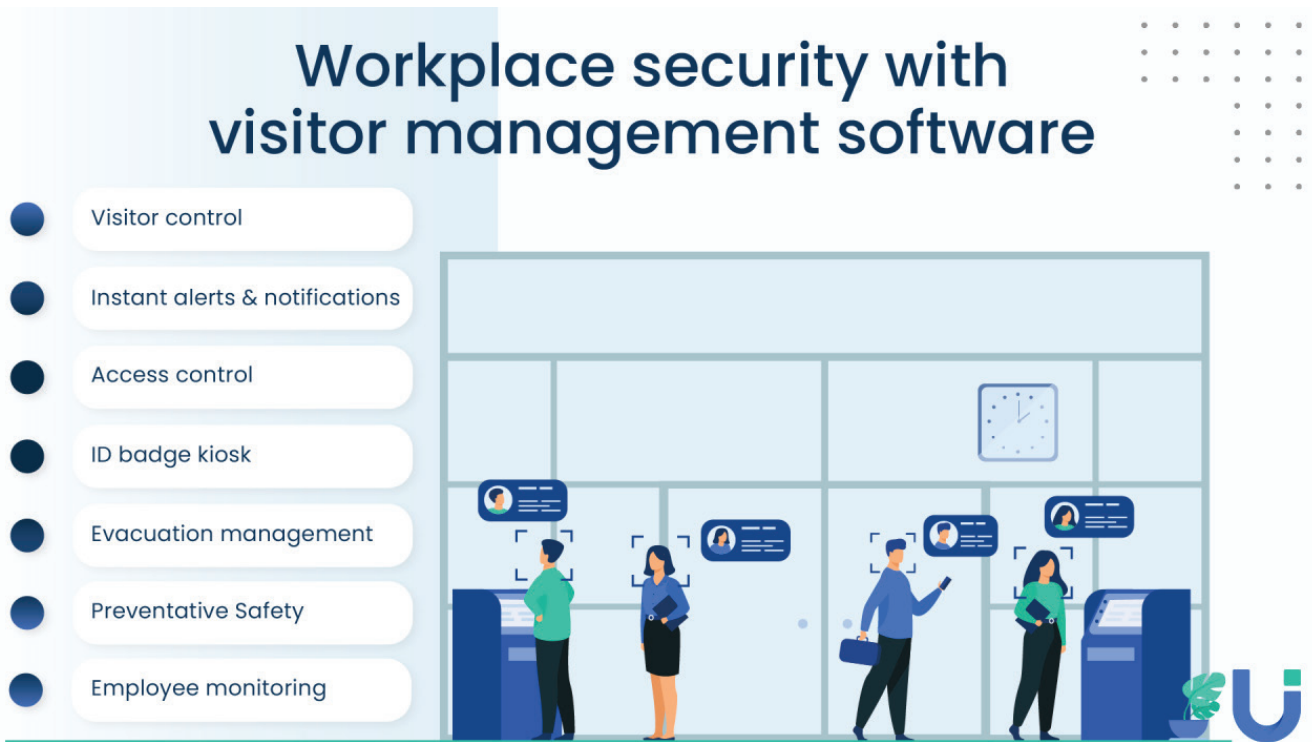 Workplace security with
visitor management software
Visitor control
Instant alerts & notifications
Access control
ID badge kiosk
Evacuation management
Preventative Safety
Employee monitoring